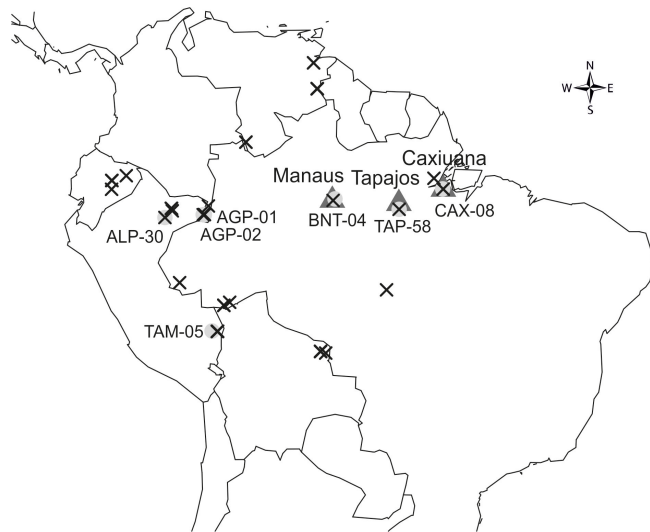 N
W E
S
Caxiuana
Manaus Tapajos
AGP-01
BNT-04
CAX-08
TAP-58
ALP-30
AGP-02
TAM-05